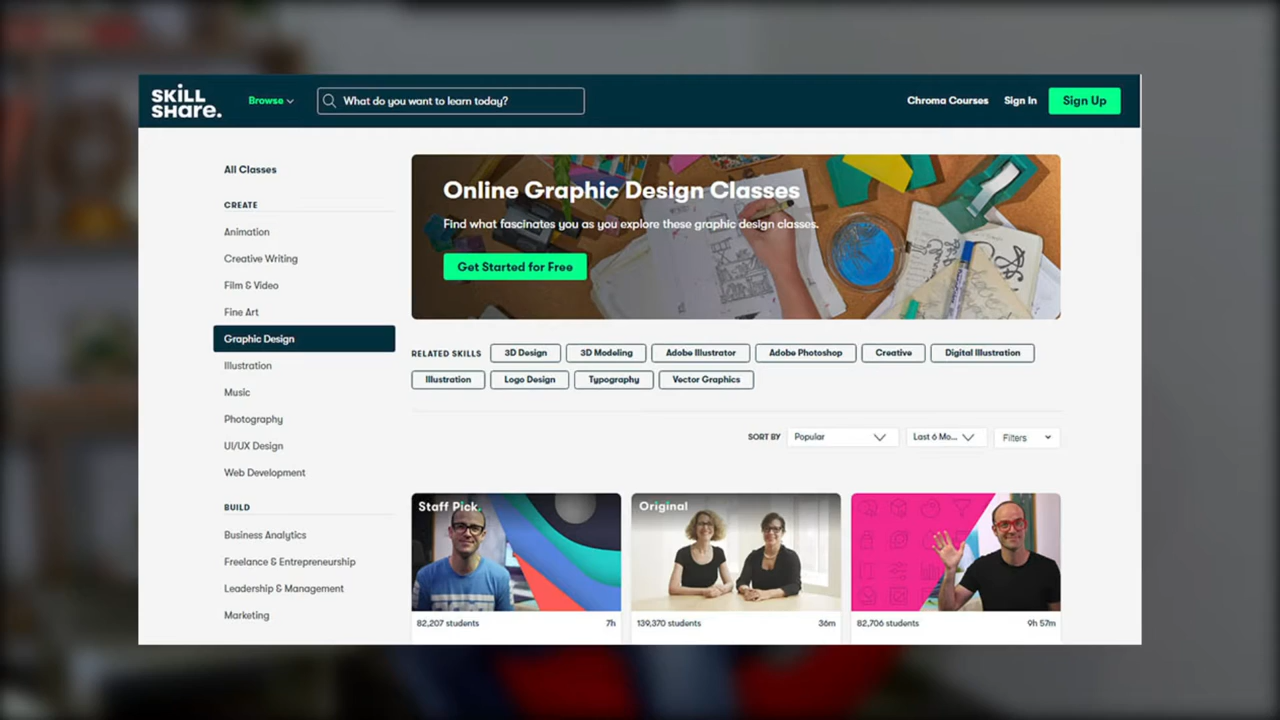 SKILL
SHARE.
Browse
What do you want to learn today?
Chroma Courses
Sign In
Sign Up
All Classes
CREATE
Animation
Creative Writing
Film & Video
Fine Art
Graphic Design
Illustration
Music
Photography
UI/UX Design
Web Development
BUILD
Business Analytics
Freelance & Entrepreneurship
Leadership & Management
Marketing
Online Graphic Design Classes
Find what fascinates you as you explore these graphic design classes.
Get Started for Free
RELATED SKILLS
3D Design
3D Modeling
Adobe Illustrator
Adobe Photoshop
Creative
Digital Illustration
Illustration
Logo Design
Typography
Vector Graphics
SORT BY
Popular
Last 6 Mo...
Filters
Staff Pick.
82,207 students
7h
Original
139,370 students
36m
82,706 students
9h 57m